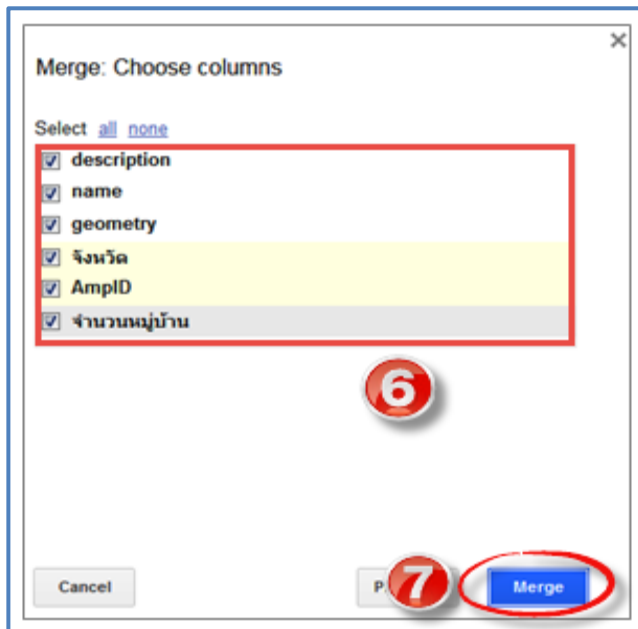 Merge: Choose columns
Select all none
description
name
geometry
จังหวัด
AmpID
จำนวนหมู่บ้าน
6
Cancel
P
7
Merge